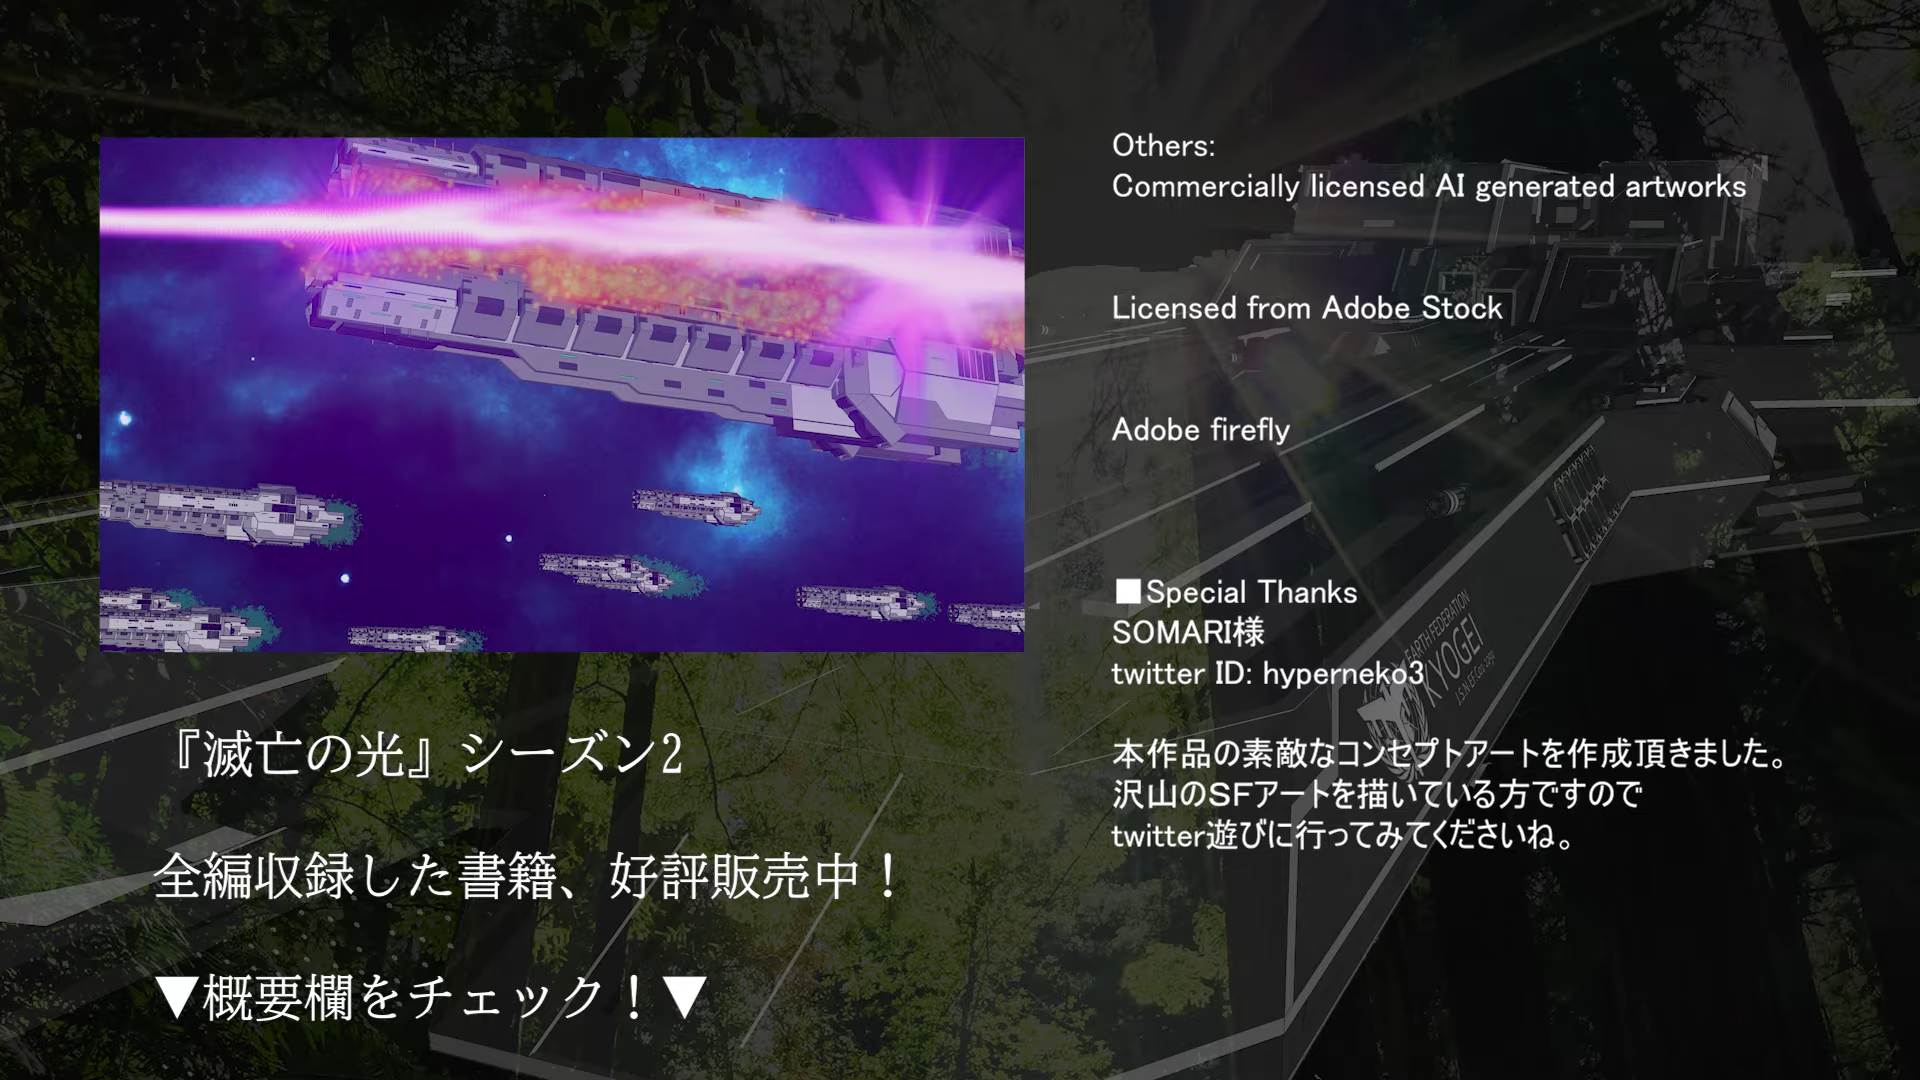 Others:
Commercially licensed AI generated artworks
Licensed from Adobe Stock
Adobe firefly
■Special Thanks
SOMARI様
twitter ID: hyperneko3
本作品の素敵なコンセプトアートを作成頂きました。
沢山のSFアートを描いている方ですので
twitter遊びに行ってみてくださいね。
『滅亡の光』シーズン2
全編収録した書籍、好評販売中！
▼概要欄をチェック！▼
EARTH FEDERATION
KYOGEI